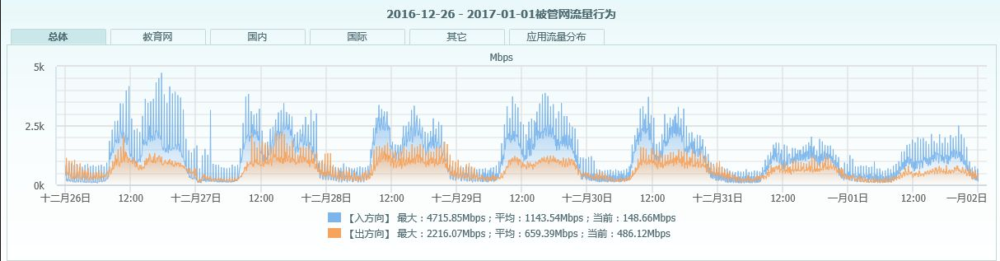 2016-12-26 - 2017-01-01被管网流量行为
总体 教育网 国内 国际 其它 应用流量分布
Mbps
5k
2.5k
0k
十二月26日 12:00 十二月27日 12:00 十二月28日 12:00 十二月29日 12:00 十二月30日 12:00 十二月31日 12:00 一月01日 12:00 一月02日
【入方向】 最大：4715.85Mbps；平均：1143.54Mbps；当前：148.66Mbps
【出方向】 最大：2216.07Mbps；平均：659.39Mbps；当前：486.12Mbps